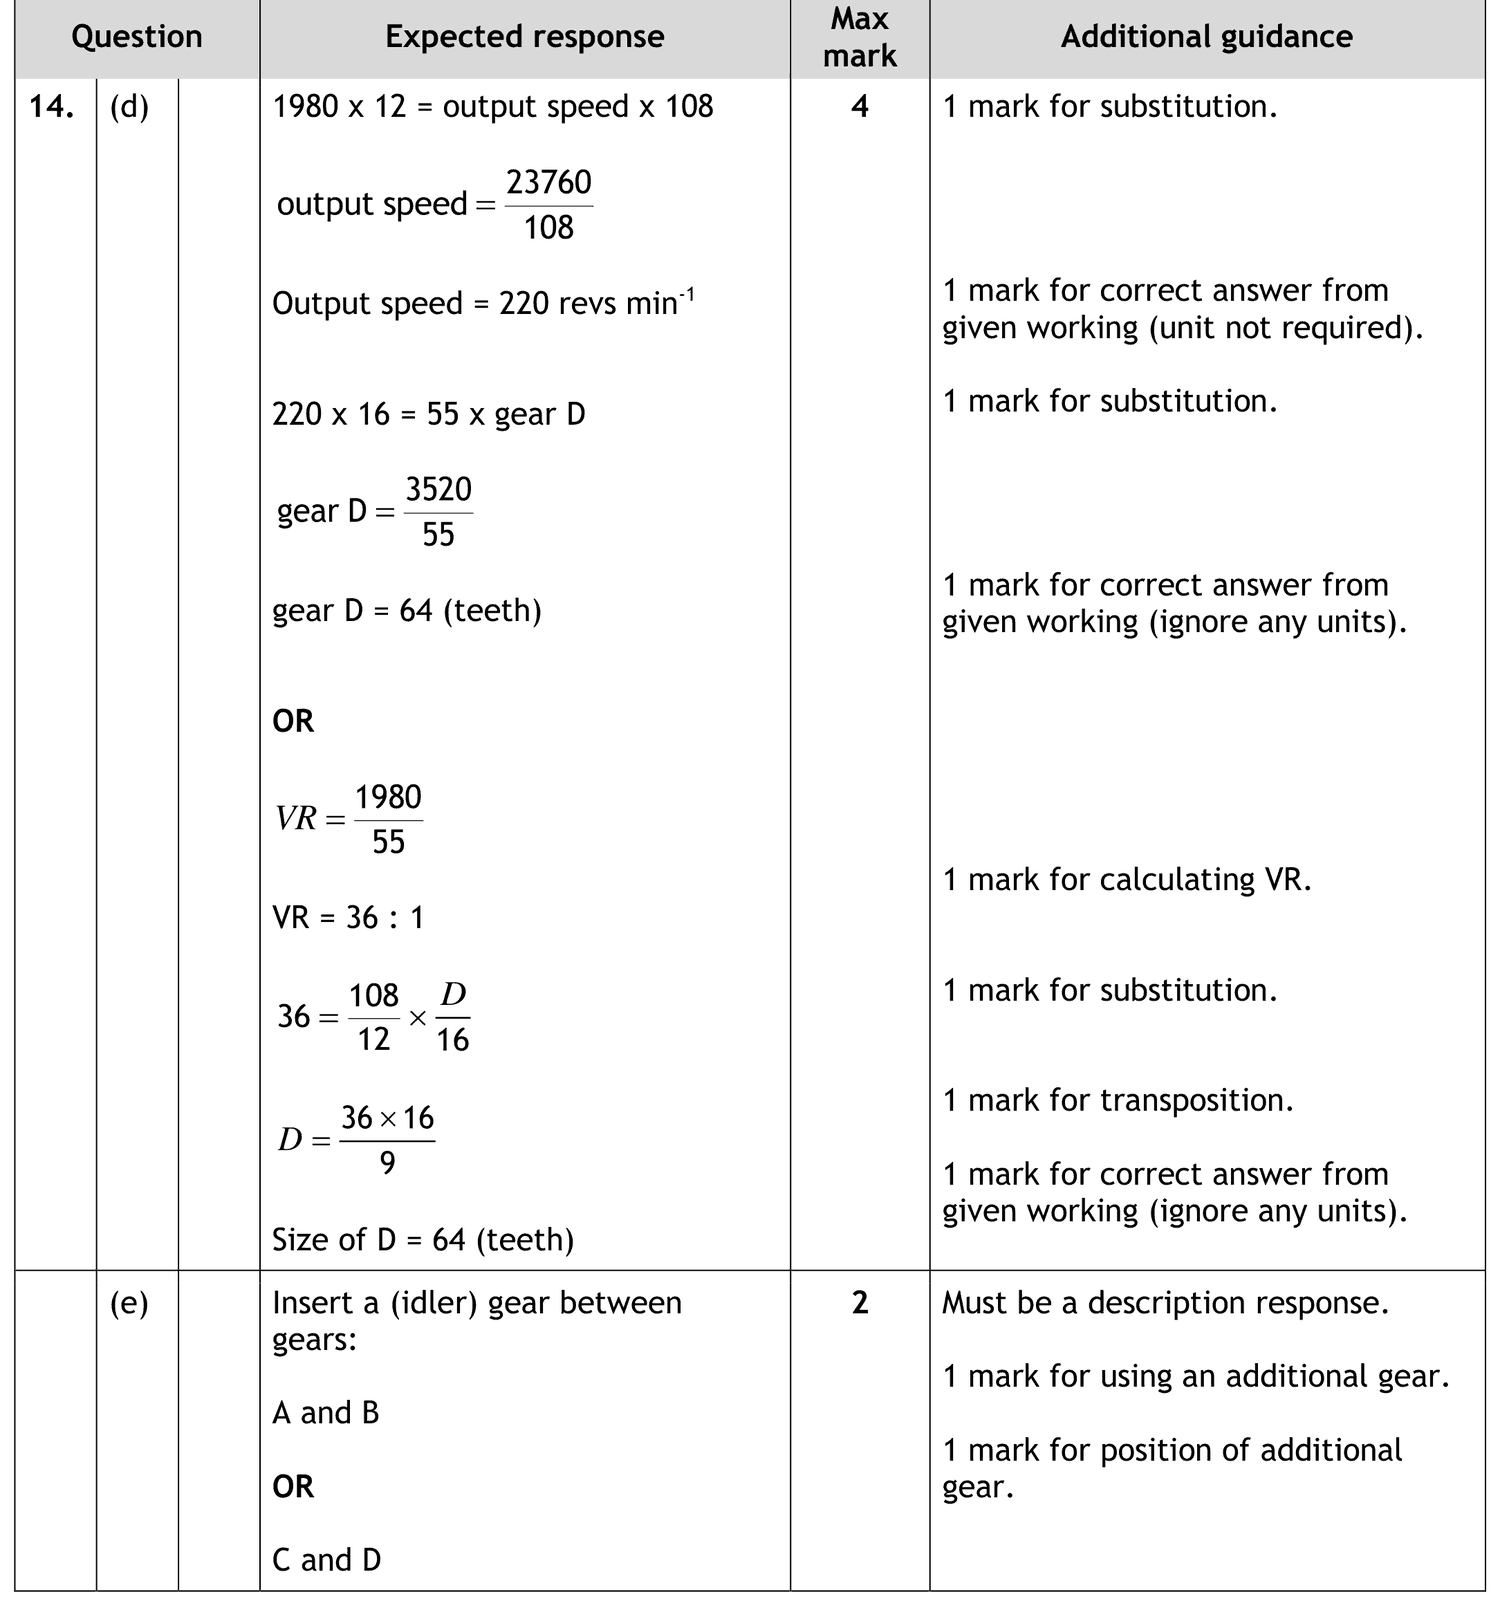 Question Expected response Max mark Additional guidance
14. (d) 1980 x 12 = output speed x 108 4 1 mark for substitution.
output speed = 23760/108
Output speed = 220 revs min⁻¹ 1 mark for correct answer from
given working (unit not required).
220 x 16 = 55 x gear D 1 mark for substitution.
gear D = 3520/55
gear D = 64 (teeth) 1 mark for correct answer from
given working (ignore any units).
OR
VR = 1980/55
1 mark for calculating VR.
VR = 36 : 1
36 = 108/12 × D/16 1 mark for substitution.
D = (36 × 16)/9 1 mark for transposition.
1 mark for correct answer from
given working (ignore any units).
Size of D = 64 (teeth)
(e) Insert a (idler) gear between 2 Must be a description response.
gears:
1 mark for using an additional gear.
A and B
1 mark for position of additional
gear.
OR
C and D